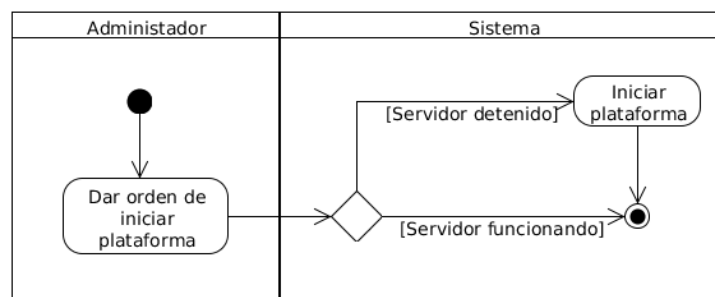 Administador
Sistema
Iniciar
plataforma
[Servidor detenido]
Dar orden de
iniciar
plataforma
[Servidor funcionando]